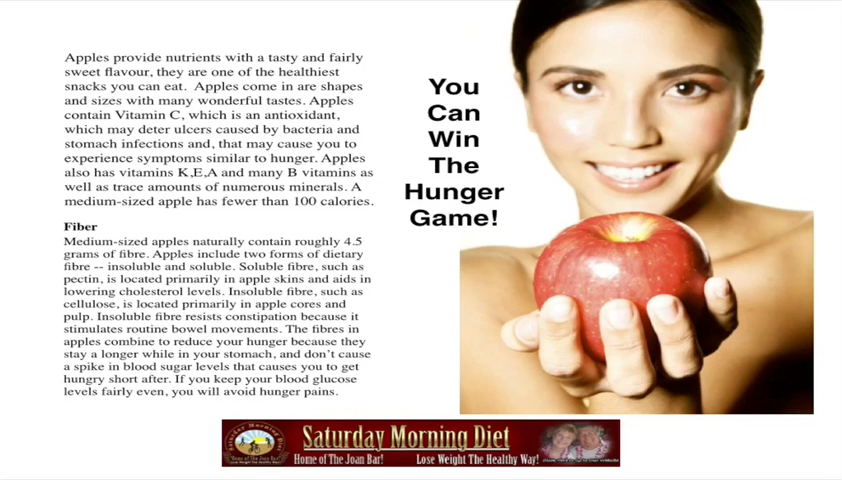 Apples provide nutrients with a tasty and fairly
sweet flavour, they are one of the healthiest
snacks you can eat.  Apples come in are shapes
and sizes with many wonderful tastes. Apples
contain Vitamin C, which is an antioxidant,
which may deter ulcers caused by bacteria and
stomach infections and, that may cause you to
experience symptoms similar to hunger. Apples
also has vitamins K,E,A and many B vitamins as
well as trace amounts of numerous minerals. A
medium-sized apple has fewer than 100 calories.
Fiber
Medium-sized apples naturally contain roughly 4.5
grams of fibre. Apples include two forms of dietary
fibre -- insoluble and soluble. Soluble fibre, such as
pectin, is located primarily in apple skins and aids in
lowering cholesterol levels. Insoluble fibre, such as
cellulose, is located primarily in apple cores and
pulp. Insoluble fibre resists constipation because it
stimulates routine bowel movements. The fibres in
apples combine to reduce your hunger because they
stay a longer while in your stomach, and don't cause
a spike in blood sugar levels that causes you to get
hungry short after. If you keep your blood glucose
levels fairly even, you will avoid hunger pains.
You
Can
Win
The
Hunger
Game!
Saturday Morning Diet
Saturday Morning Diet
Home of The Joan Bar!
Lose Weight The Healthy Way!